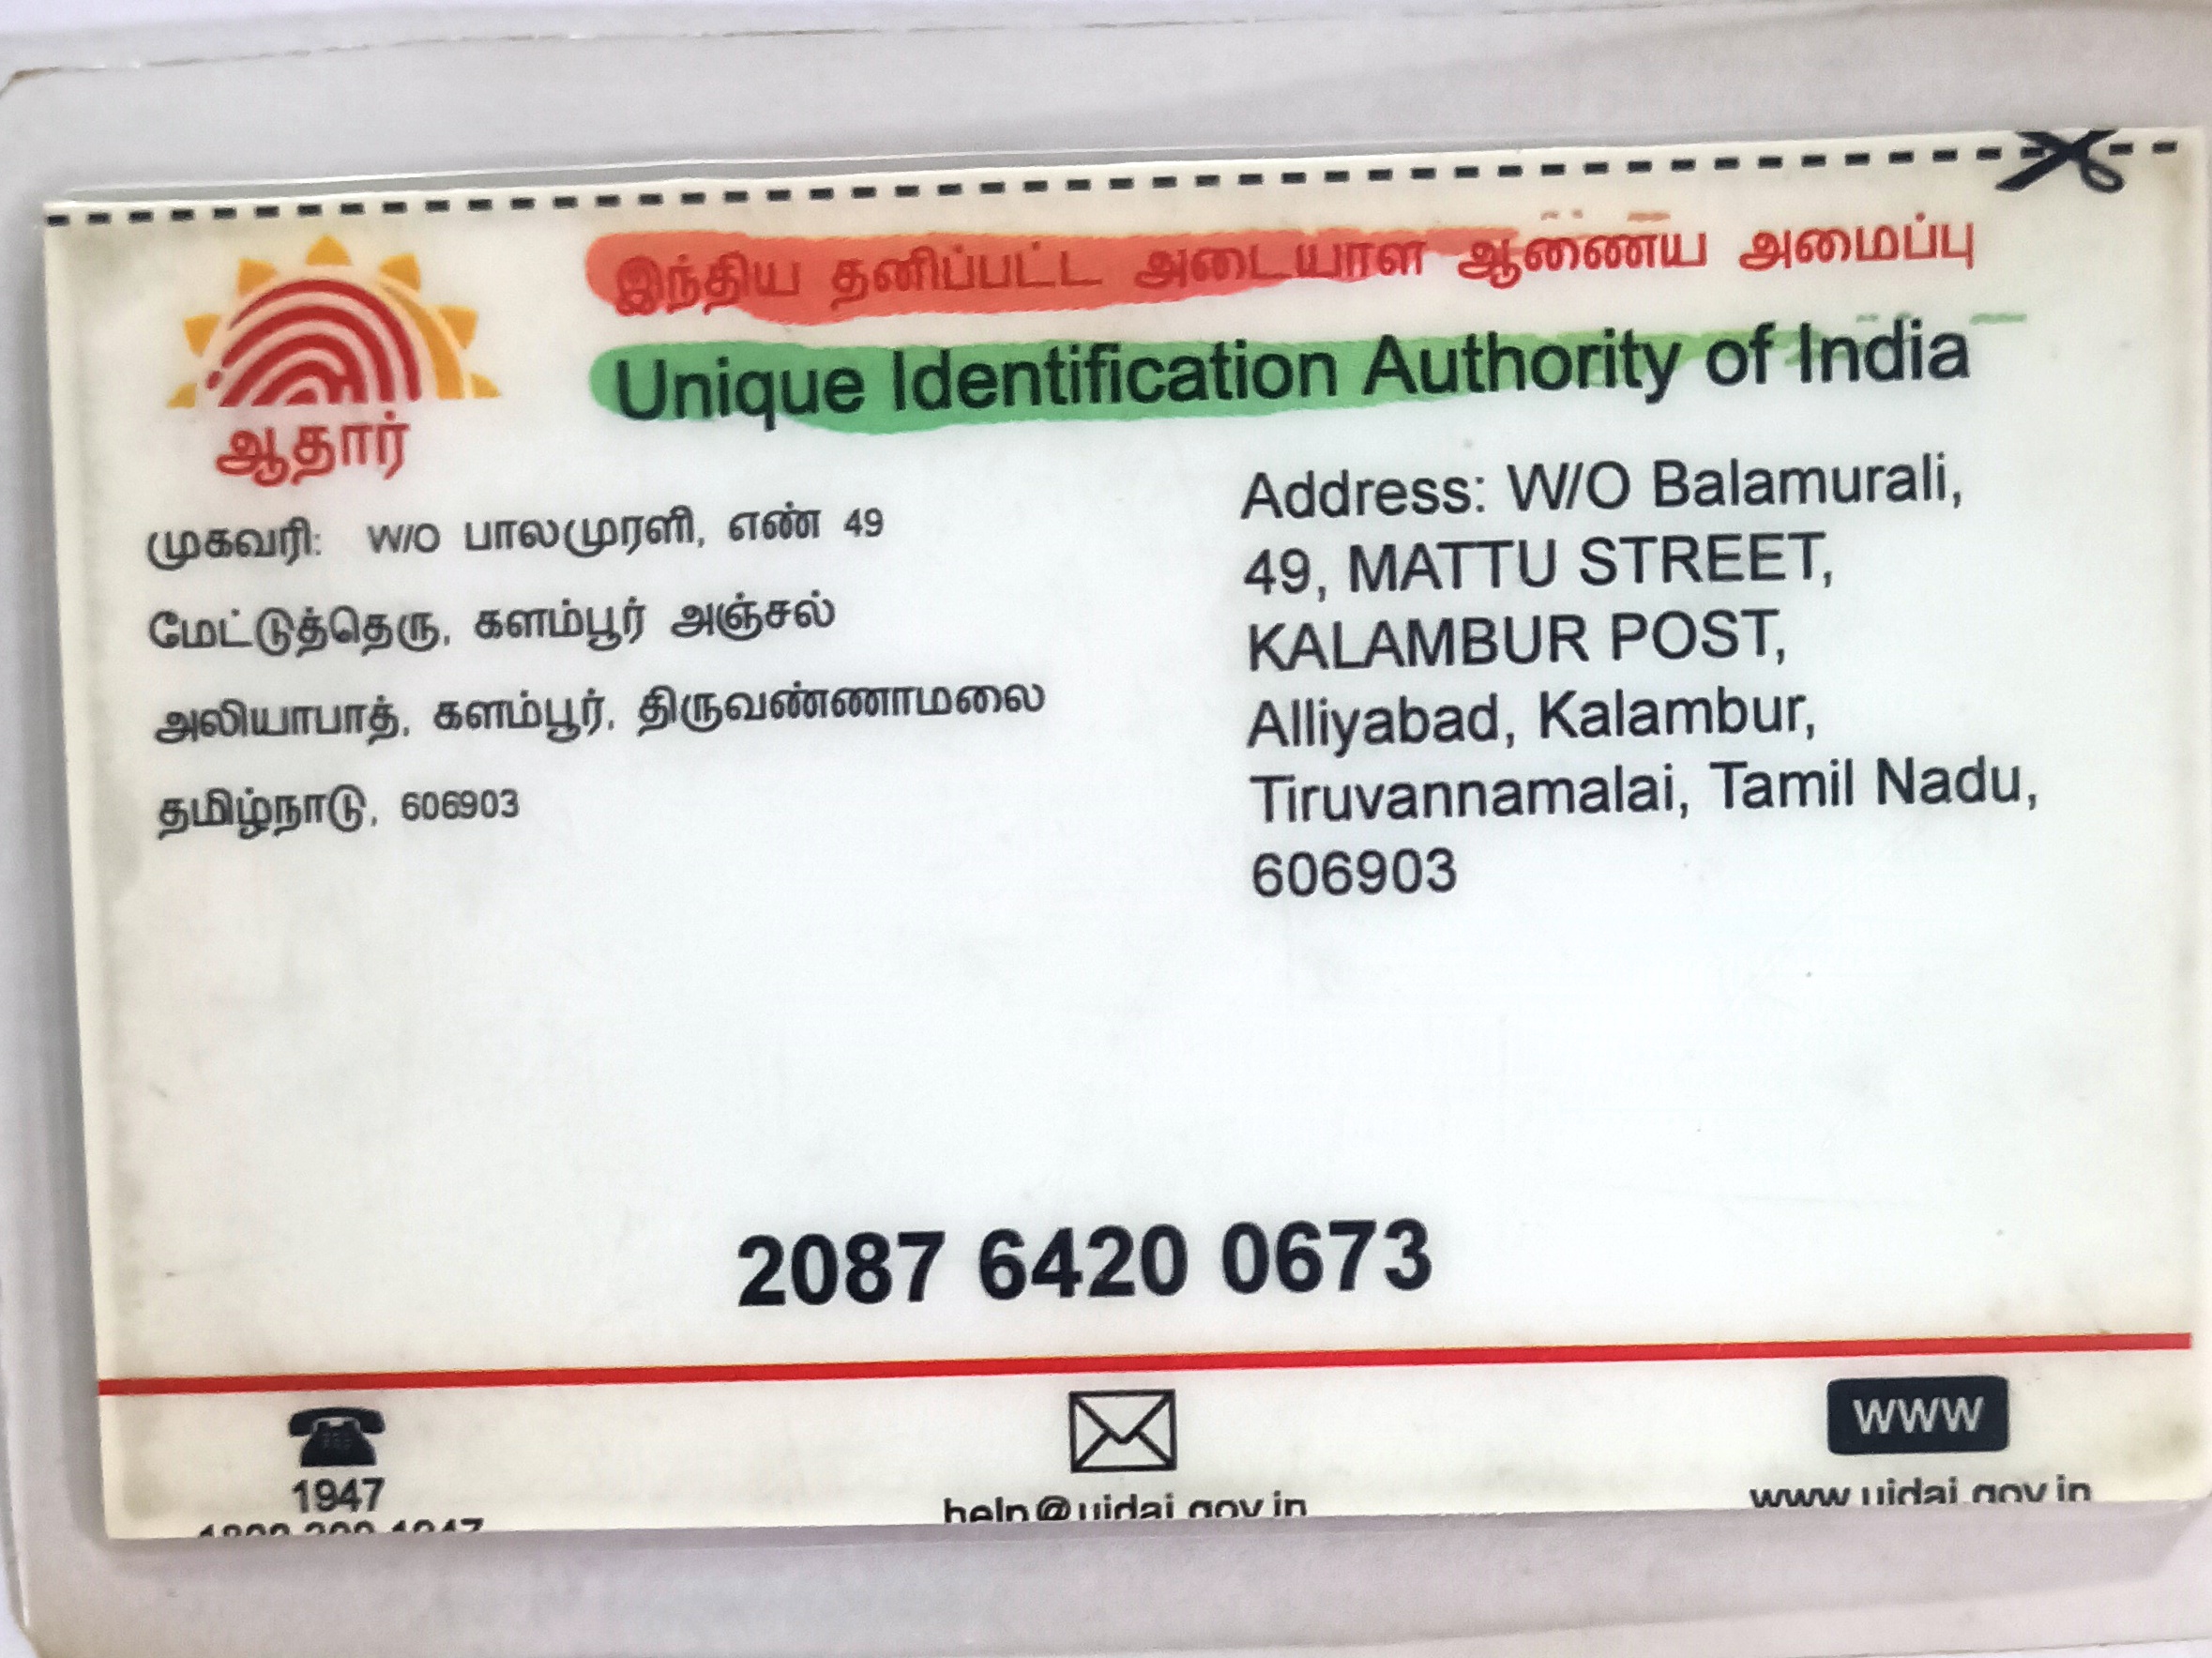 இந்திய தனிப்பட்ட அடையாள ஆணைய அமைப்பு
Unique Identification Authority of India
ஆதார்
முகவரி: W/O பாலமுரளி, எண் 49
மேட்டுத்தெரு, களம்பூர் அஞ்சல்
அலியாபாத், களம்பூர், திருவண்ணாமலை
தமிழ்நாடு, 606903
Address: W/O Balamurali,
49, MATTU STREET,
KALAMBUR POST,
Alliyabad, Kalambur,
Tiruvannamalai, Tamil Nadu,
606903
2087 6420 0673
1947
help@uidai.gov.in
WWW
www.uidai.gov.in